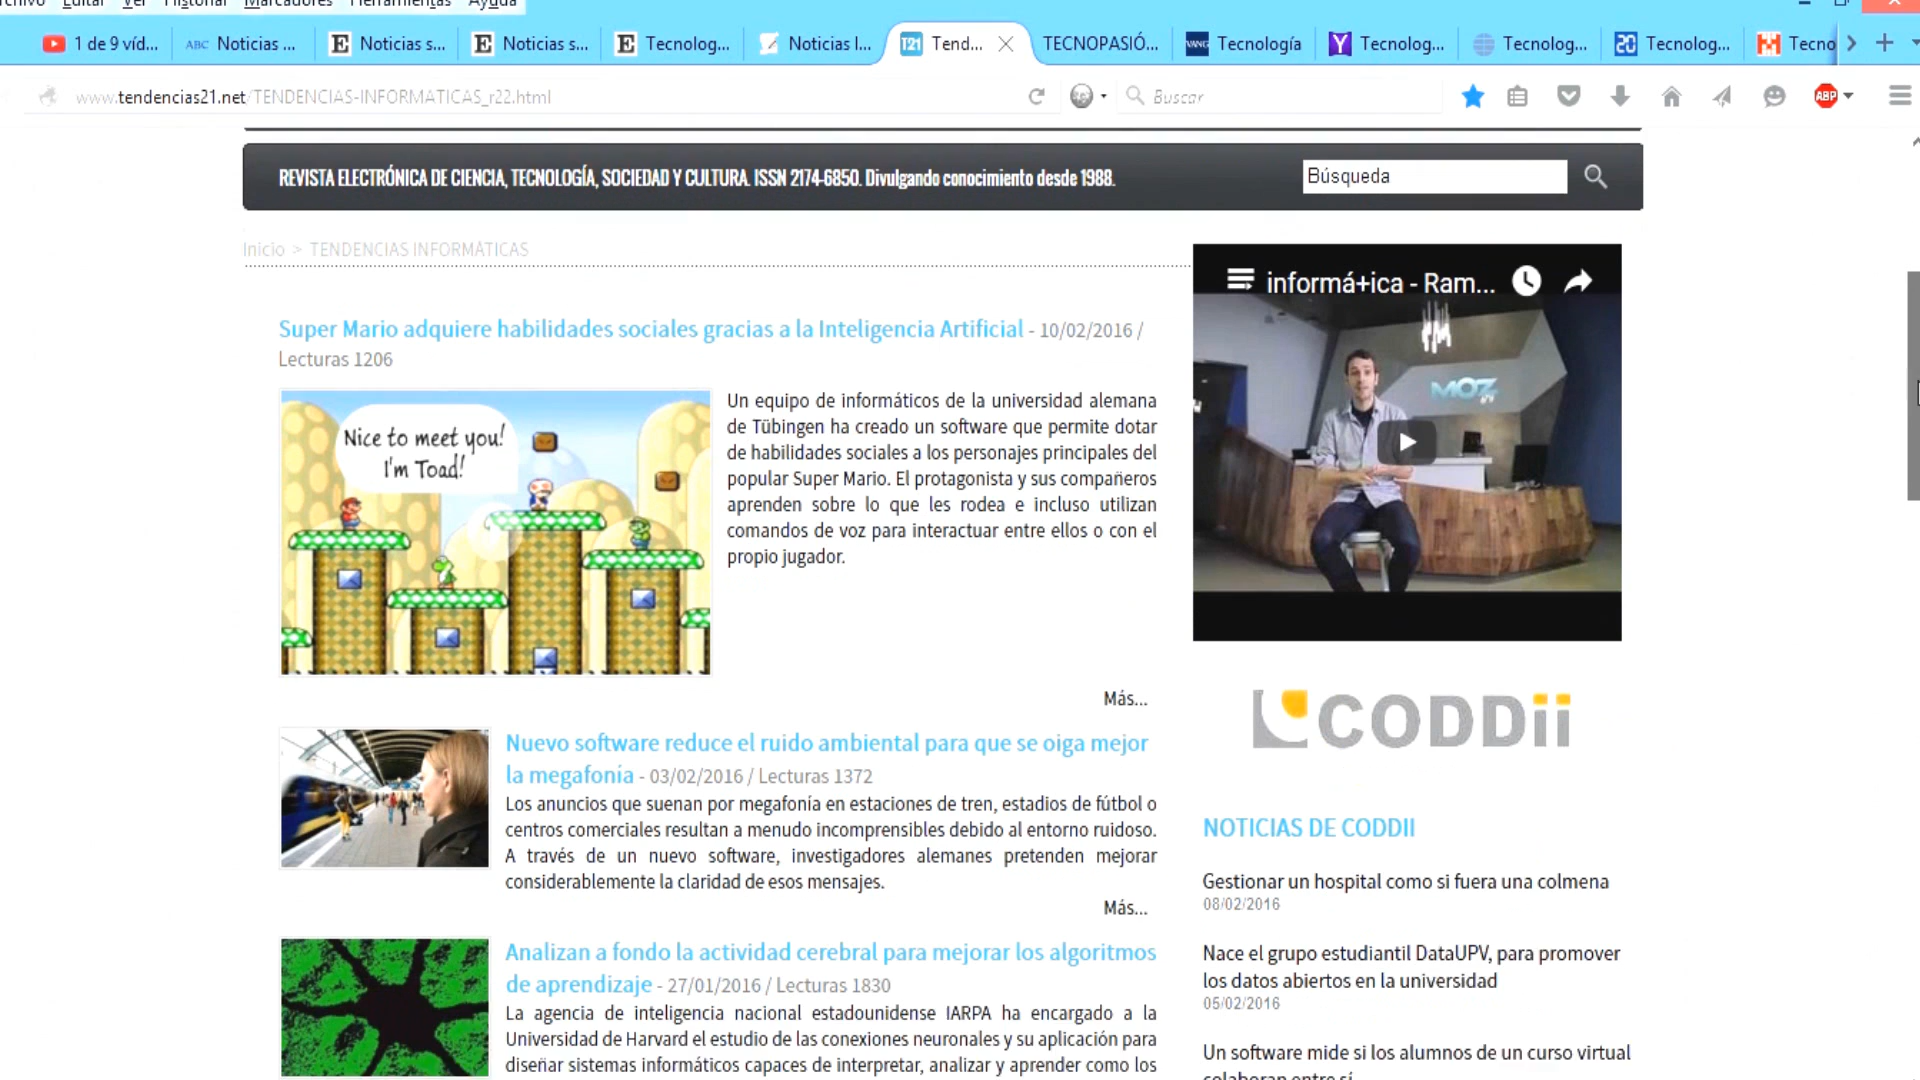 Editar Ver Historial Marcadores Herramientas Ayuda
1 de 9 víd... ABC Noticias ... E Noticias s... E Noticias s... E Tecnolog... Noticias l... T21 Tend... TECNOPASIÓ... VANG Tecnología Y Tecnolog... Tecnolog... 20 Tecnolog... Tecno
www.tendencias21.net/TENDENCIAS-INFORMATICAS_r22.html
Buscar
ABP
REVISTA ELECTRÓNICA DE CIENCIA, TECNOLOGÍA, SOCIEDAD Y CULTURA. ISSN 2174-6850. Divulgando conocimiento desde 1988.
Búsqueda
Inicio > TENDENCIAS INFORMÁTICAS
Super Mario adquiere habilidades sociales gracias a la Inteligencia Artificial - 10/02/2016 /
Lecturas 1206
Nice to meet you!
I'm Toad!
Un equipo de informáticos de la universidad alemana
de Tübingen ha creado un software que permite dotar
de habilidades sociales a los personajes principales del
popular Super Mario. El protagonista y sus compañeros
aprenden sobre lo que les rodea e incluso utilizan
comandos de voz para interactuar entre ellos o con el
propio jugador.
Más...
Nuevo software reduce el ruido ambiental para que se oiga mejor
la megafonía - 03/02/2016 / Lecturas 1372
Los anuncios que suenan por megafonía en estaciones de tren, estadios de fútbol o
centros comerciales resultan a menudo incomprensibles debido al entorno ruidoso.
A través de un nuevo software, investigadores alemanes pretenden mejorar
considerablemente la claridad de esos mensajes.
Más...
Analizan a fondo la actividad cerebral para mejorar los algoritmos
de aprendizaje - 27/01/2016 / Lecturas 1830
La agencia de inteligencia nacional estadounidense IARPA ha encargado a la
Universidad de Harvard el estudio de las conexiones neuronales y su aplicación para
diseñar sistemas informáticos capaces de interpretar, analizar y aprender como los
informá+ica - Ram...
MOZ
CODDii
NOTICIAS DE CODDII
Gestionar un hospital como si fuera una colmena
08/02/2016
Nace el grupo estudiantil DataUPV, para promover
los datos abiertos en la universidad
05/02/2016
Un software mide si los alumnos de un curso virtual
colaboran entre sí